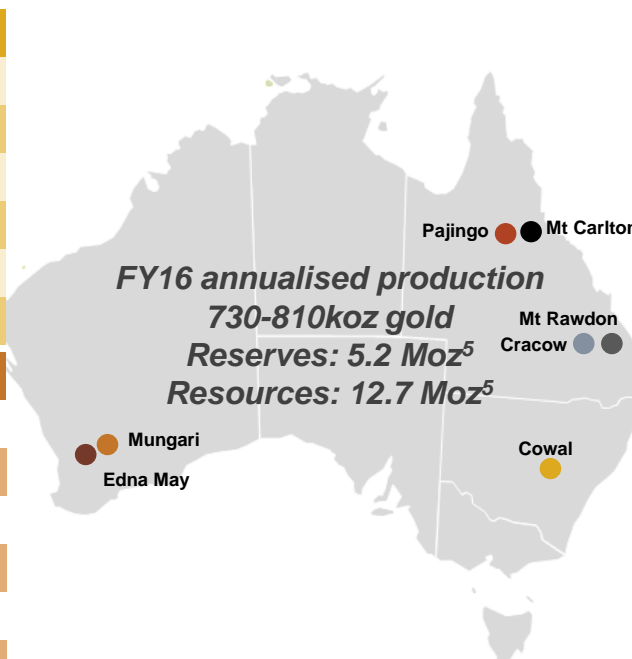 Pajingo
Mt Carlton
FY16 annualised production
730-810koz gold
Reserves: 5.2 Moz5
Resources: 12.7 Moz5
Mt Rawdon
Cracow
Mungari
Edna May
Cowal